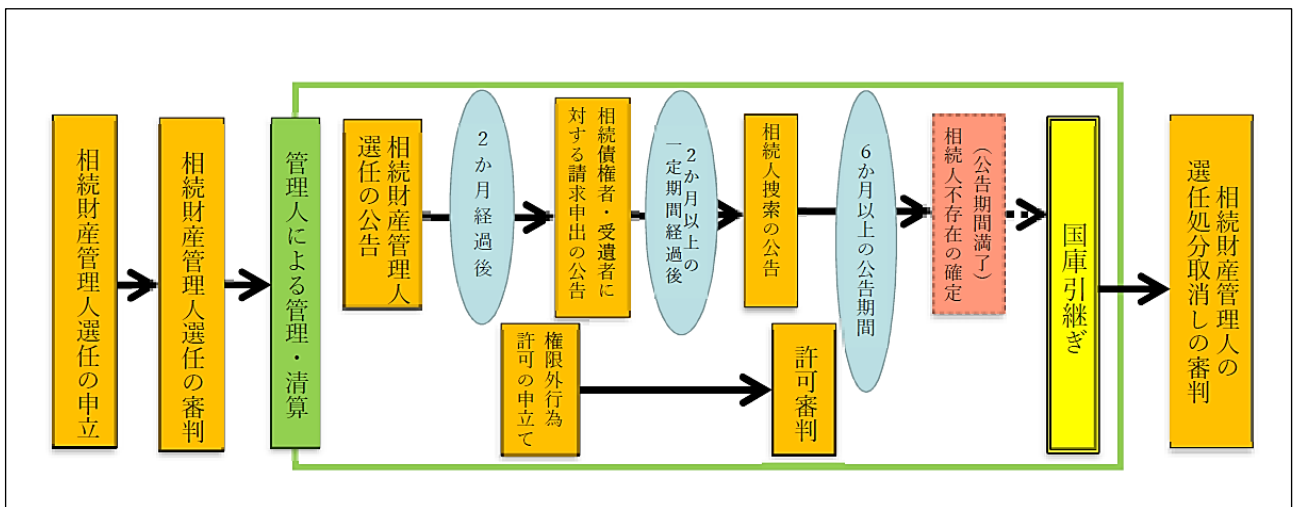 相続財産管理人選任の申立
相続財産管理人選任の審判
管理人による管理・清算
相続財産管理人
選任の公告
2か月経過後
相続債権者・受遺者に
対する請求申出の公告
2か月以上の
一定期間経過後
相続人捜索の公告
6か月以上の公告期間
(公告期間満了)
相続人不存在の確定
権限外行為
許可の申立て
許可審判
国庫引継ぎ
相続財産管理人の
選任処分取消しの審判